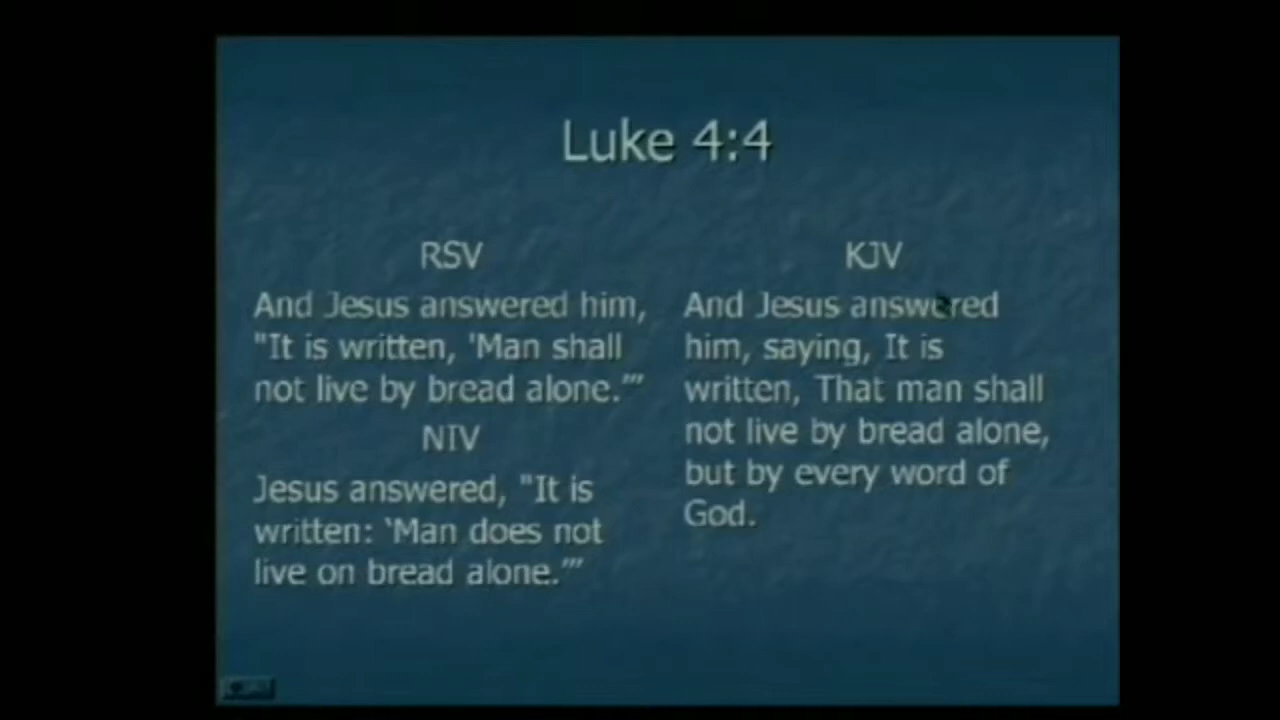 Luke 4:4
RSV
And Jesus answered him,
"It is written, 'Man shall
not live by bread alone.'"
NIV
Jesus answered, "It is
written: ‘Man does not
live on bread alone.’"
KJV
And Jesus answered
him, saying, It is
written, That man shall
not live by bread alone,
but by every word of
God.